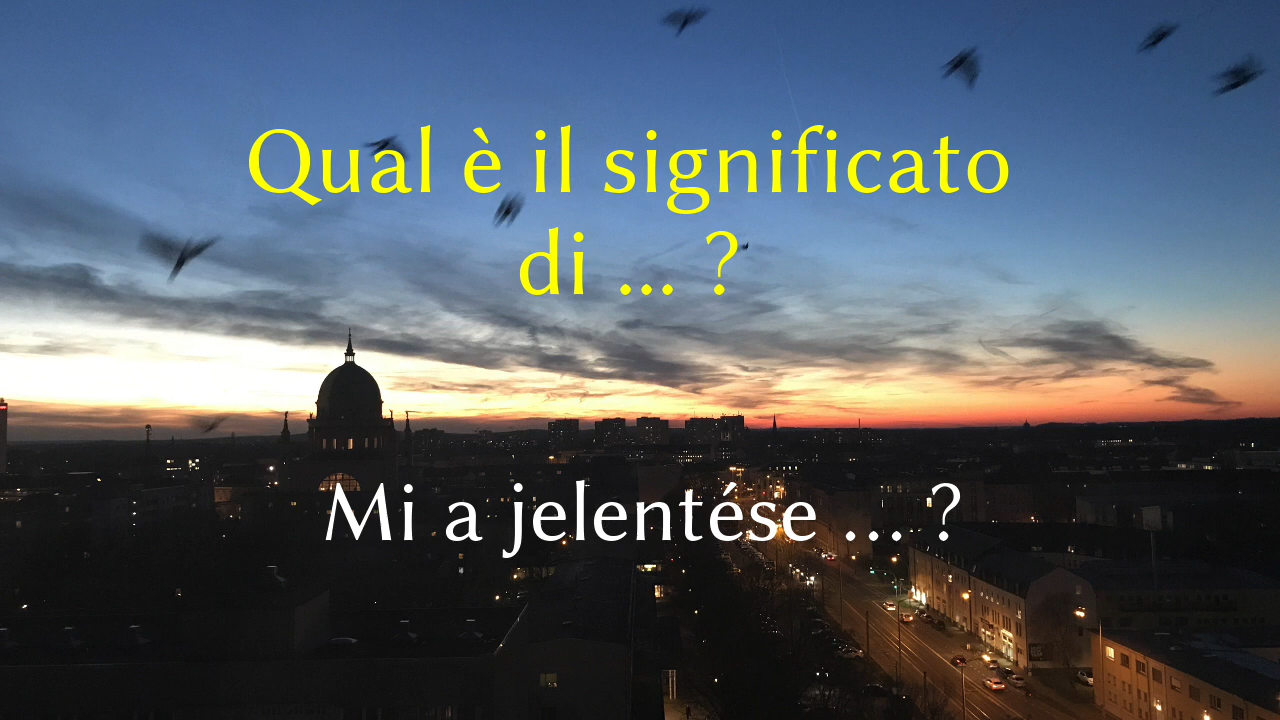 Qual è il significato
di ... ?
Mi a jelentése ... ?